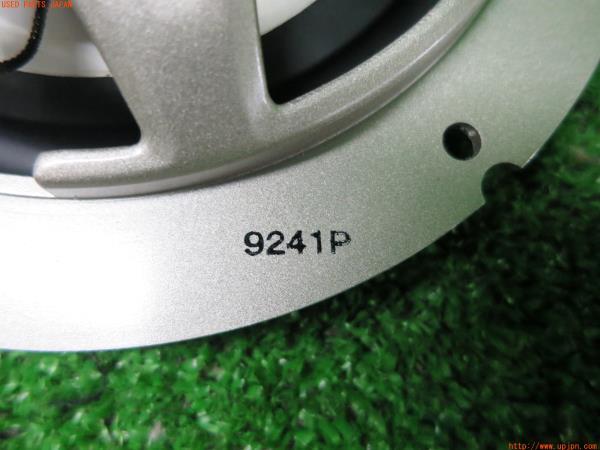 USED PARTS JAPAN
9241P
http://www.upjpn.com/